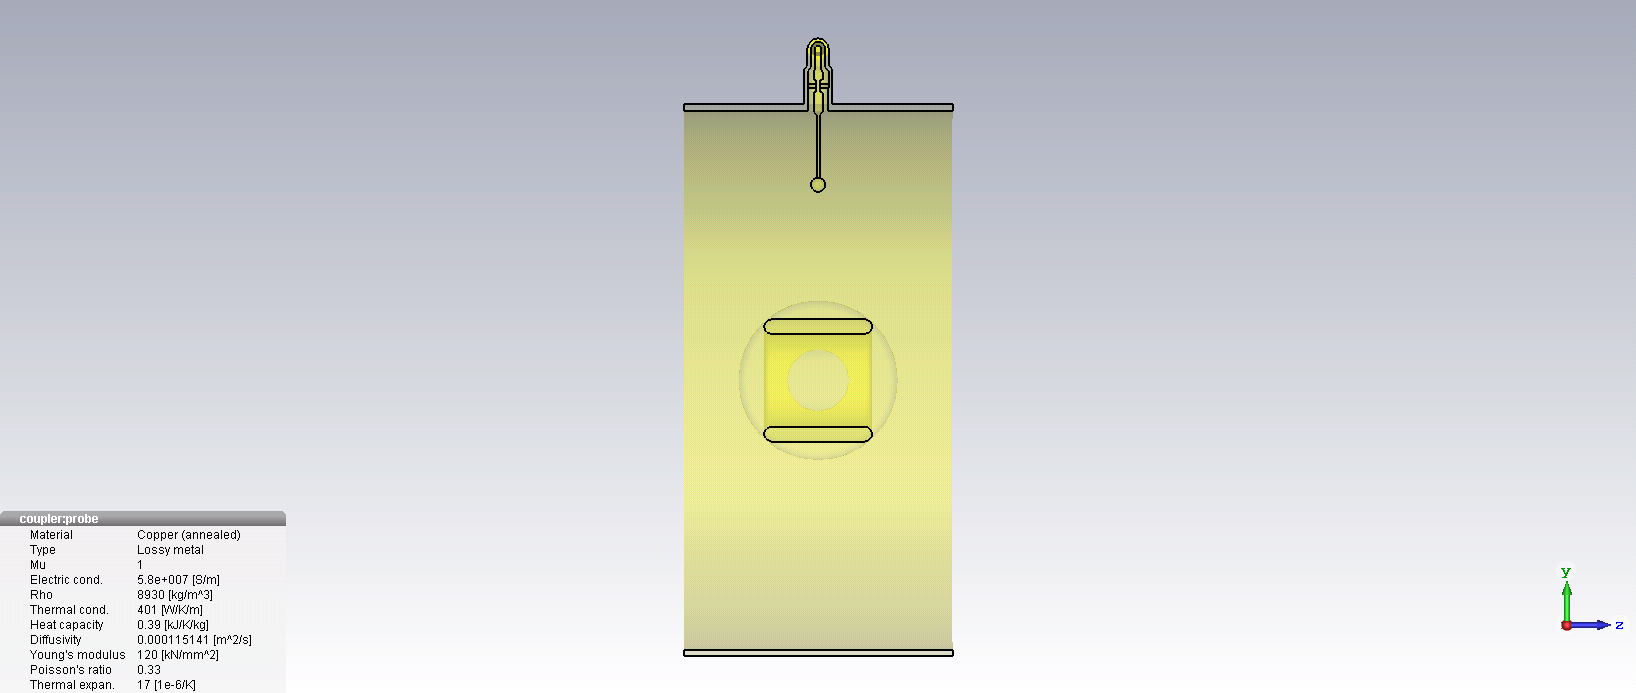 coupler:probe
Material Copper (annealed)
Type Lossy metal
Mu 1
Electric cond. 5.8e+007 [S/m]
Rho 8930 [kg/m^3]
Thermal cond. 401 [W/K/m]
Heat capacity 0.39 [kJ/K/kg]
Diffusivity 0.000115141 [m^2/s]
Young's modulus 120 [kN/mm^2]
Poisson's ratio 0.33
Thermal expan. 17 [1e-6/K]
y
z